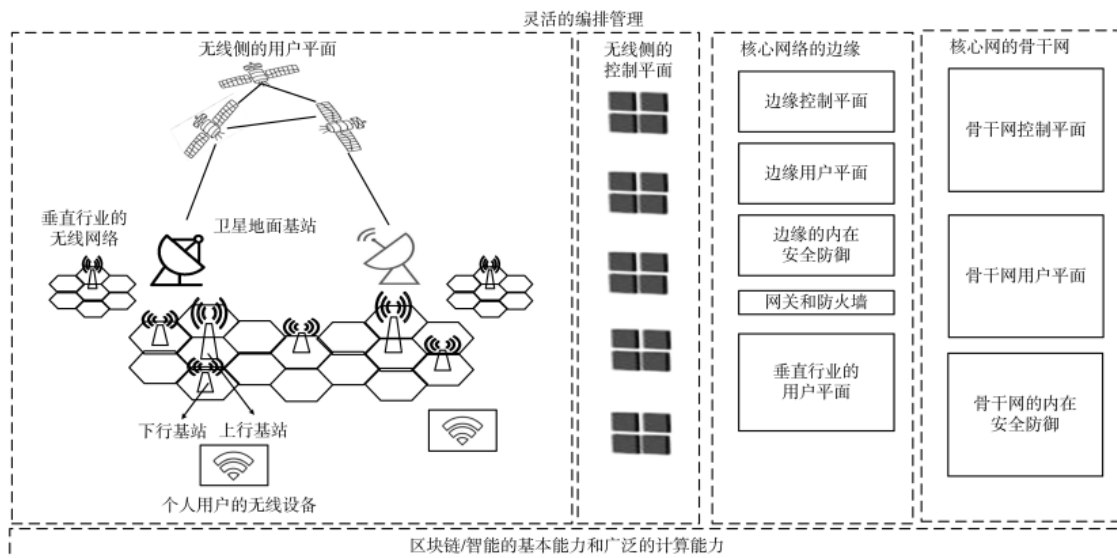 灵活的编排管理
无线侧的用户平面
垂直行业的
无线网络
卫星地面基站
下行基站
上行基站
个人用户的无线设备
无线侧的
控制平面
核心网络的边缘
边缘控制平面
边缘用户平面
边缘的内在
安全防御
网关和防火墙
垂直行业的
用户平面
核心网的骨干网
骨干网控制平面
骨干网用户平面
骨干网的内在
安全防御
区块链/智能的基本能力和广泛的计算能力